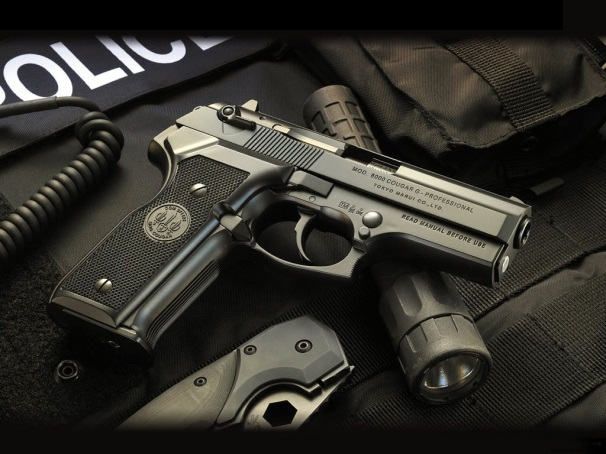 POLICE
MOD. 8000 COUGAR G - PROFESSIONAL
TOKYO MARUI CO., LTD.
READ MANUAL BEFORE USE